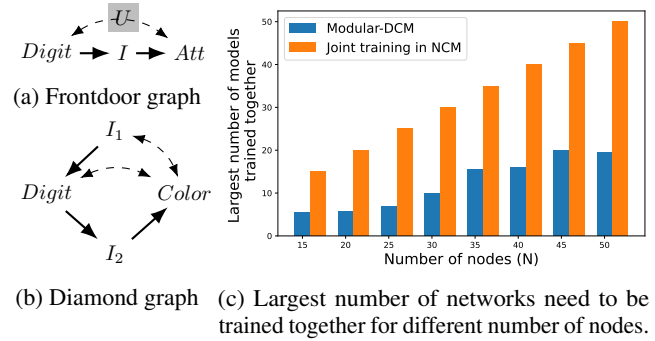 U
Digit I Att
(a) Frontdoor graph
I1
Digit Color
I2
(b) Diamond graph
Modular-DCM
Joint training in NCM
Largest number of models
trained together
50
40
30
20
10
0
15 20 25 30 35 40 45 50
Number of nodes (N)
(c) Largest number of networks need to be
trained together for different number of nodes.